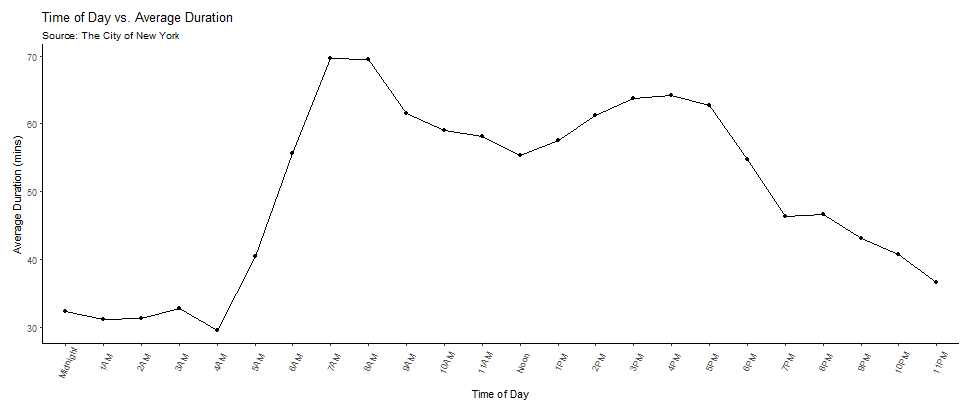 Time of Day vs. Average Duration
Source: The City of New York
Average Duration (mins)
70
60
50
40
30
Midnight
1AM
2AM
3AM
4AM
5AM
6AM
7AM
8AM
9AM
10AM
11AM
Noon
1PM
2PM
3PM
4PM
5PM
6PM
7PM
8PM
9PM
10PM
11PM
Time of Day